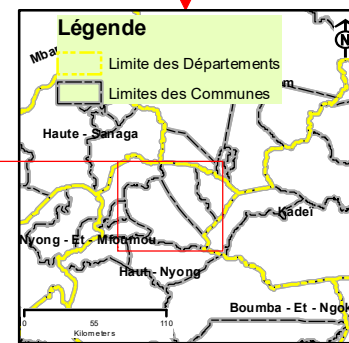 Légende
Limite des Départements
Limites des Communes
N
Haute - Sanaga
Kadeï
Nyong - Et - Mfoumou
Haut - Nyong
Boumba - Et - Ngok
0 55 110
Kilometers